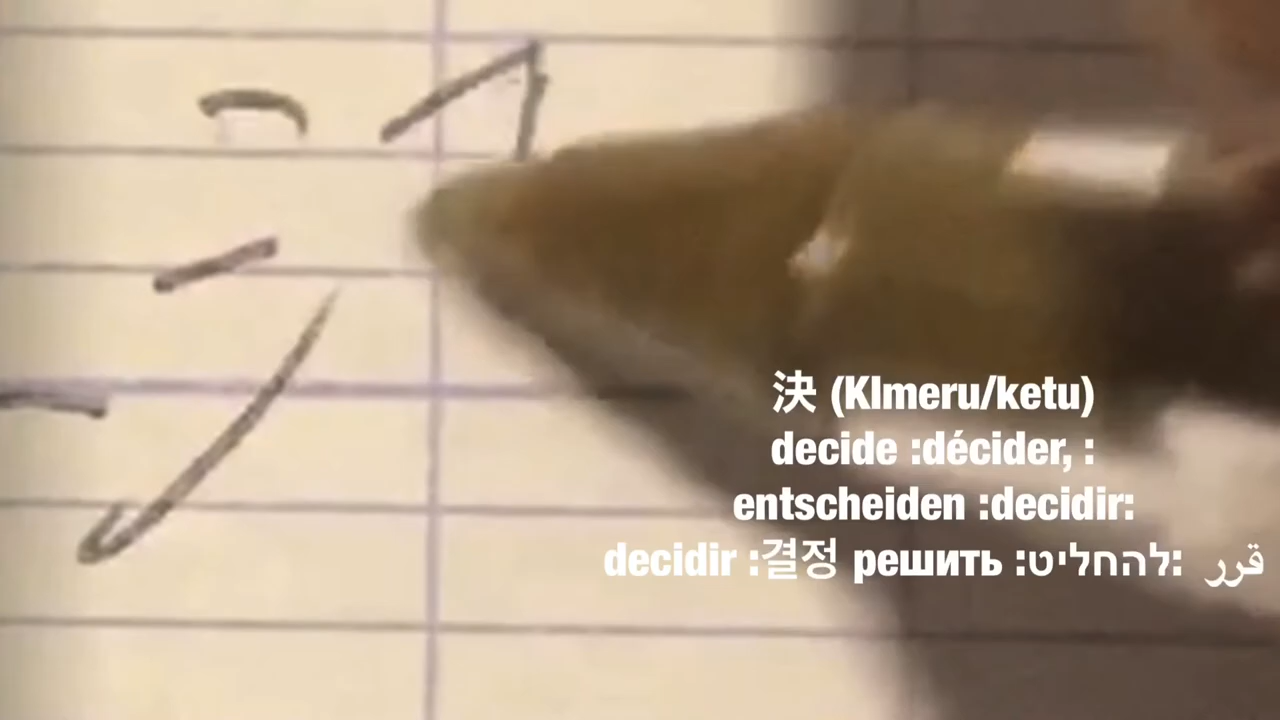 決 (KImeru/ketu)
decide :décider, :
entscheiden :decidir:
decidir :결정 решить :להחליט: قرر